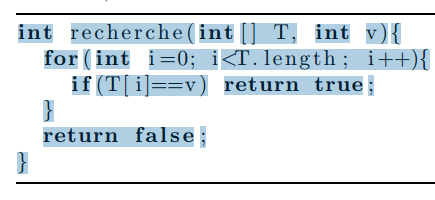 int recherche(int[] T, int v){
for(int i=0; i<T.length; i++){
if(T[i]==v) return true;
}
return false;
}